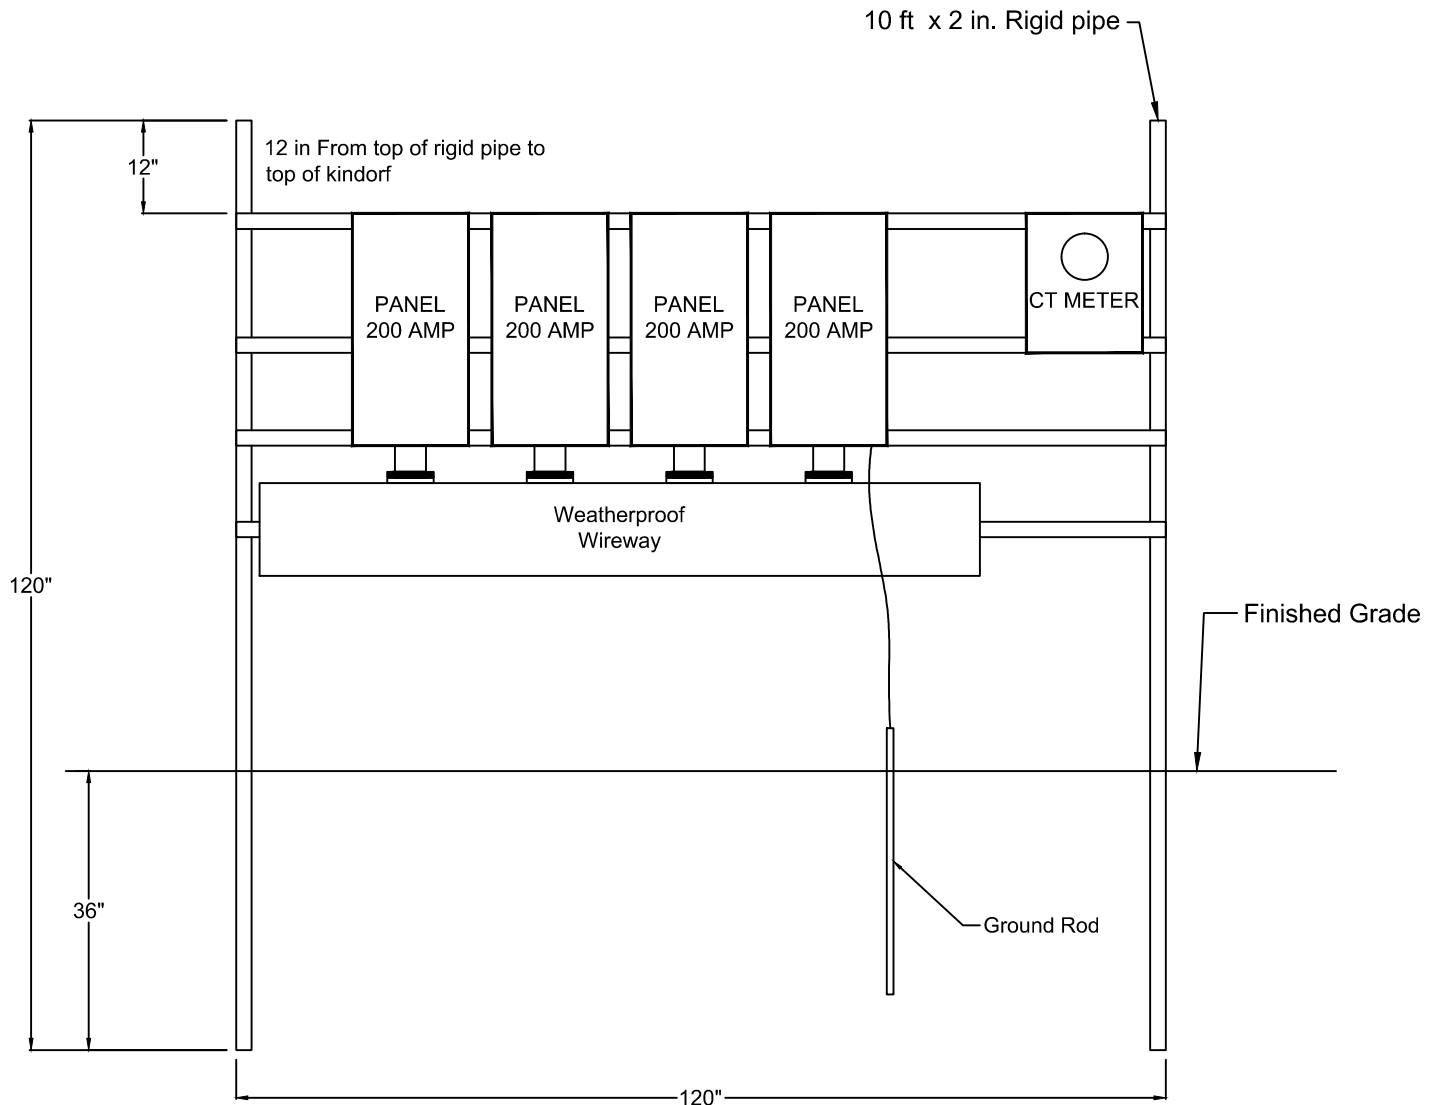 10 ft  x 2 in. Rigid pipe
12 in From top of rigid pipe to
top of kindorf
12"
PANEL
200 AMP
PANEL
200 AMP
PANEL
200 AMP
PANEL
200 AMP
CT METER
Weatherproof
Wireway
120"
Finished Grade
36"
Ground Rod
120"